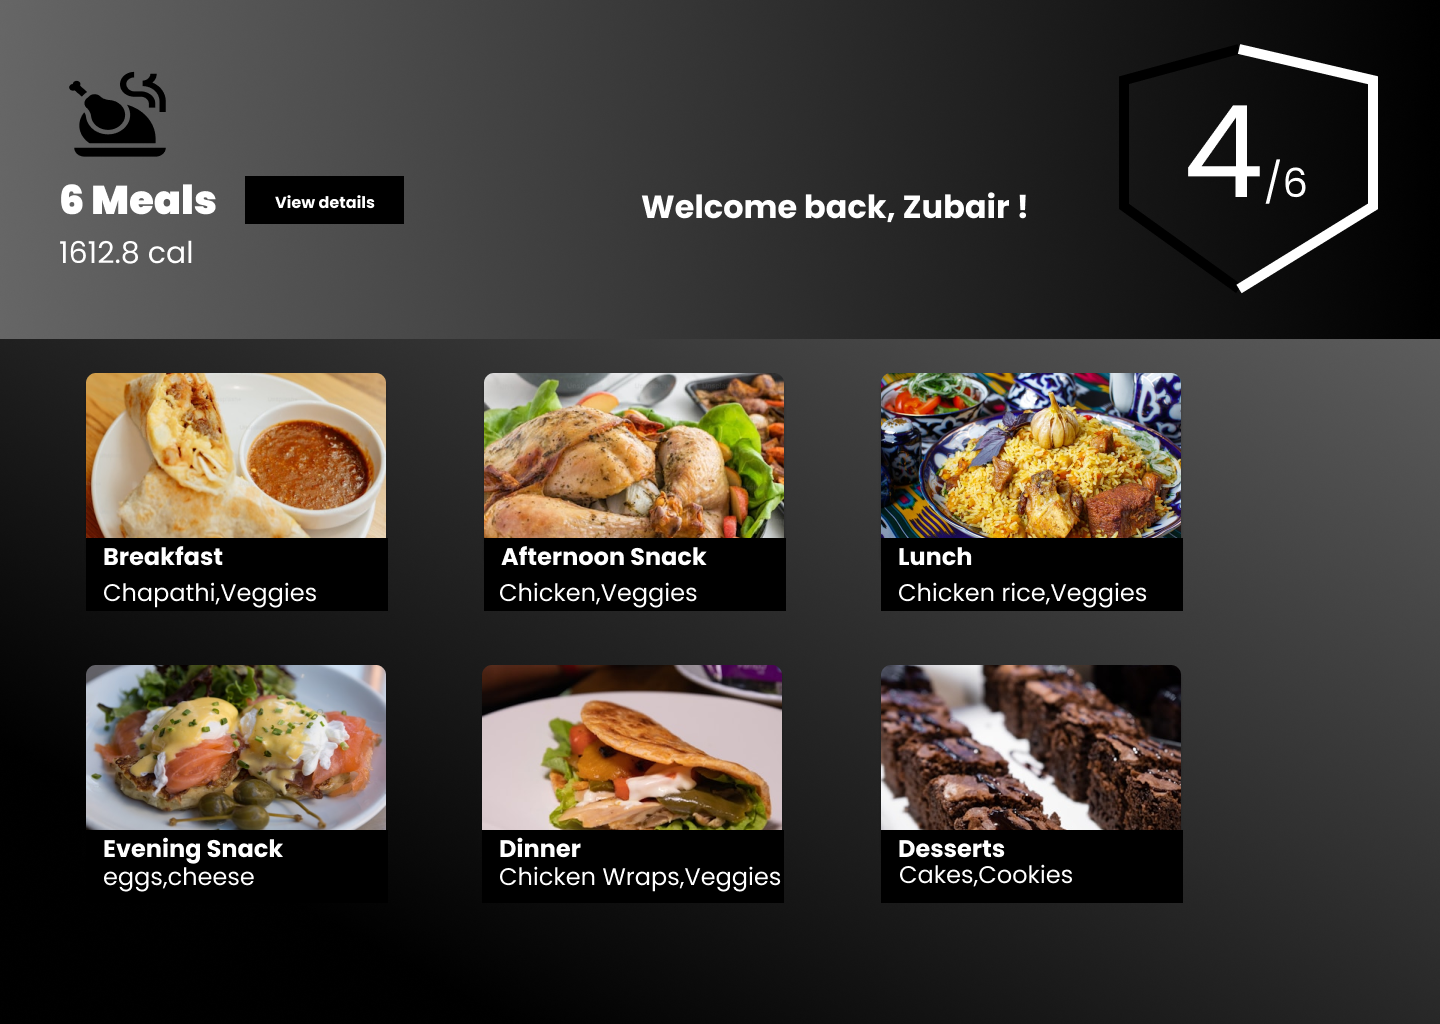 6 Meals
View details
1612.8 cal
Welcome back, Zubair !
4/6
Breakfast
Chapathi,Veggies
Afternoon Snack
Chicken,Veggies
Lunch
Chicken rice,Veggies
Evening Snack
eggs,cheese
Dinner
Chicken Wraps,Veggies
Desserts
Cakes,Cookies